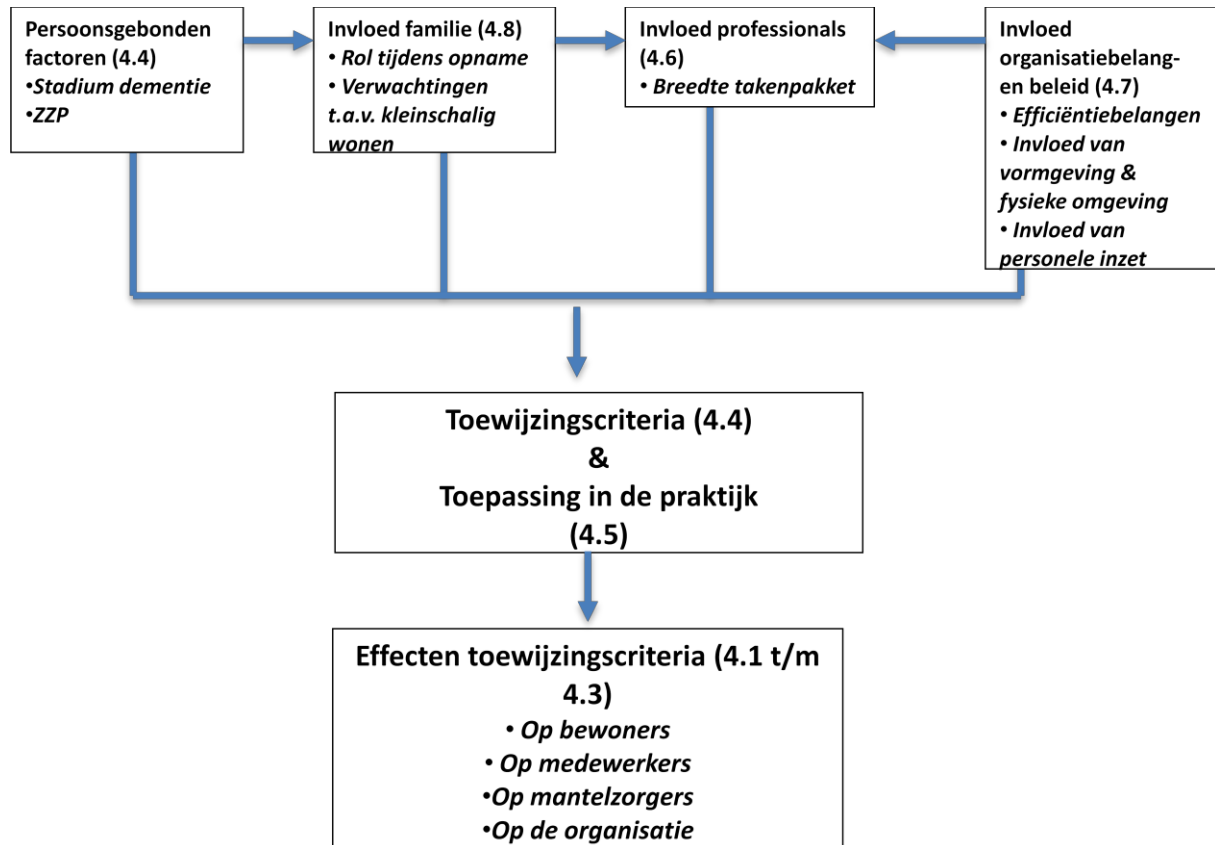 Persoonsgebonden
factoren (4.4)
•Stadium dementie
•ZZP
Invloed familie (4.8)
• Rol tijdens opname
• Verwachtingen
t.a.v. kleinschalig
wonen
Invloed professionals
(4.6)
• Breedte takenpakket
Invloed
organisatiebelang-
en beleid (4.7)
• Efficiëntiebelangen
• Invloed van
vormgeving &
fysieke omgeving
• Invloed van
personele inzet
Toewijzingscriteria (4.4)
&
Toepassing in de praktijk
(4.5)
Effecten toewijzingscriteria (4.1 t/m
4.3)
• Op bewoners
• Op medewerkers
•Op mantelzorgers
•Op de organisatie